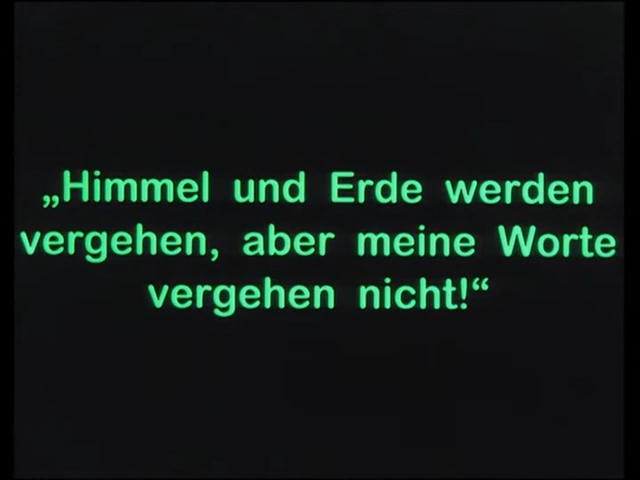 „Himmel und Erde werden
vergehen, aber meine Worte
vergehen nicht!“